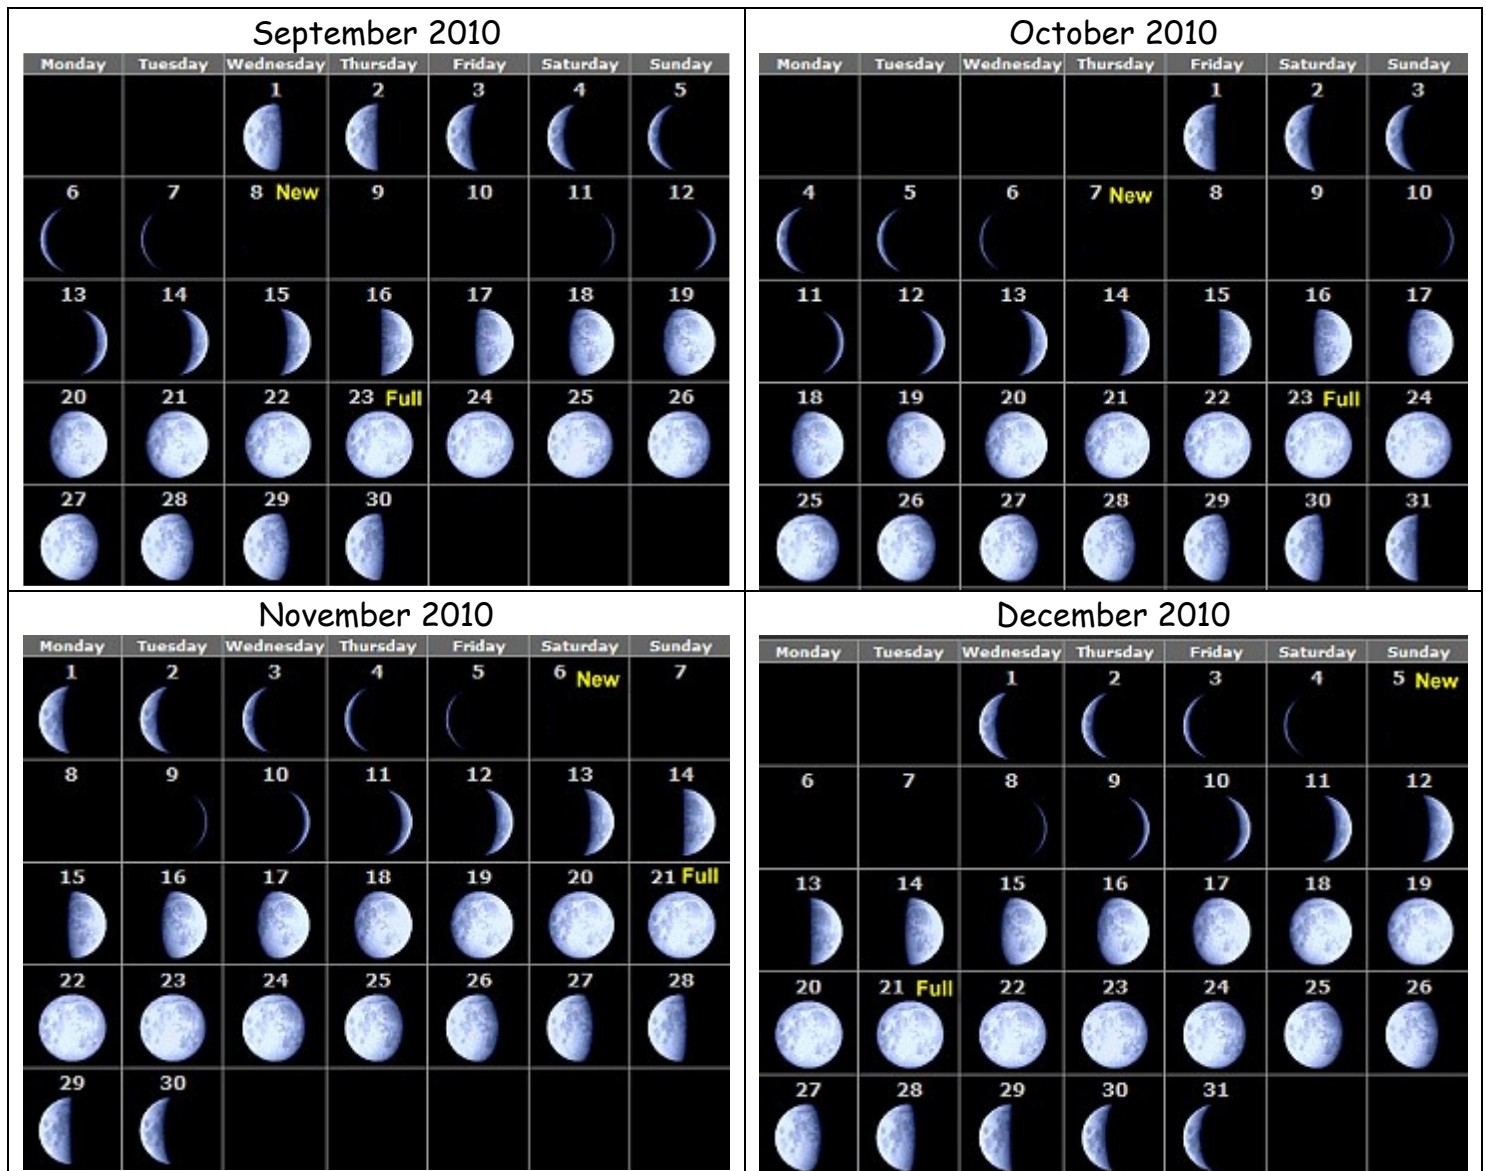 September 2010
Monday Tuesday Wednesday Thursday Friday Saturday Sunday
1 2 3 4 5
6 7 8 New 9 10 11 12
13 14 15 16 17 18 19
20 21 22 23 Full 24 25 26
27 28 29 30
October 2010
Monday Tuesday Wednesday Thursday Friday Saturday Sunday
1 2 3
4 5 6 7 New 8 9 10
11 12 13 14 15 16 17
18 19 20 21 22 23 Full 24
25 26 27 28 29 30 31
November 2010
Monday Tuesday Wednesday Thursday Friday Saturday Sunday
1 2 3 4 5 6 New 7
8 9 10 11 12 13 14
15 16 17 18 19 20 21 Full
22 23 24 25 26 27 28
29 30
December 2010
Monday Tuesday Wednesday Thursday Friday Saturday Sunday
1 2 3 4 5 New
6 7 8 9 10 11 12
13 14 15 16 17 18 19
20 21 Full 22 23 24 25 26
27 28 29 30 31